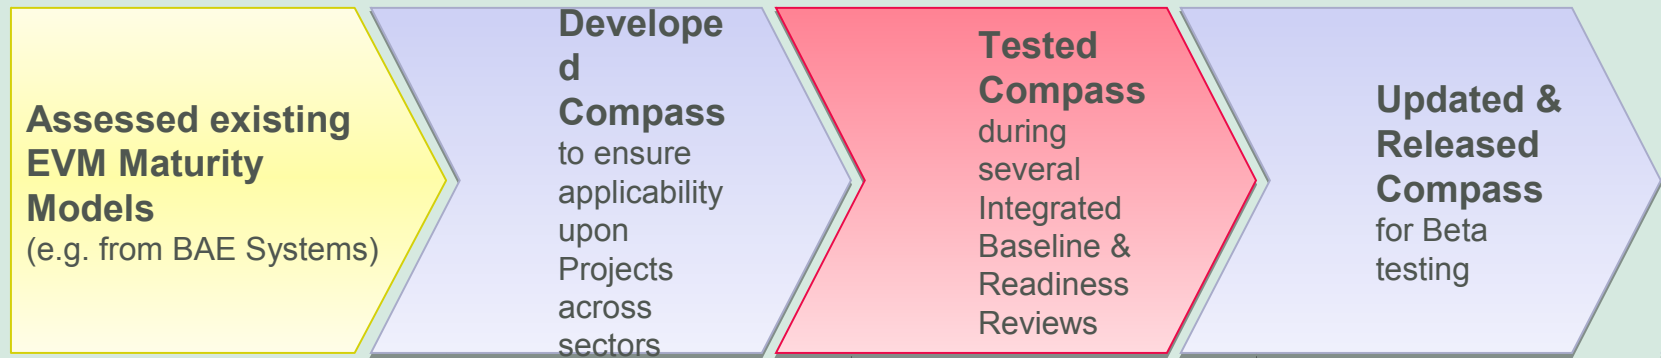 Assessed existing
EVM Maturity
Models
(e.g. from BAE Systems)
Develope
d
Compass
to ensure
applicability
upon
Projects
across
sectors
Tested
Compass
during
several
Integrated
Baseline &
Readiness
Reviews
Updated &
Released
Compass
for Beta
testing